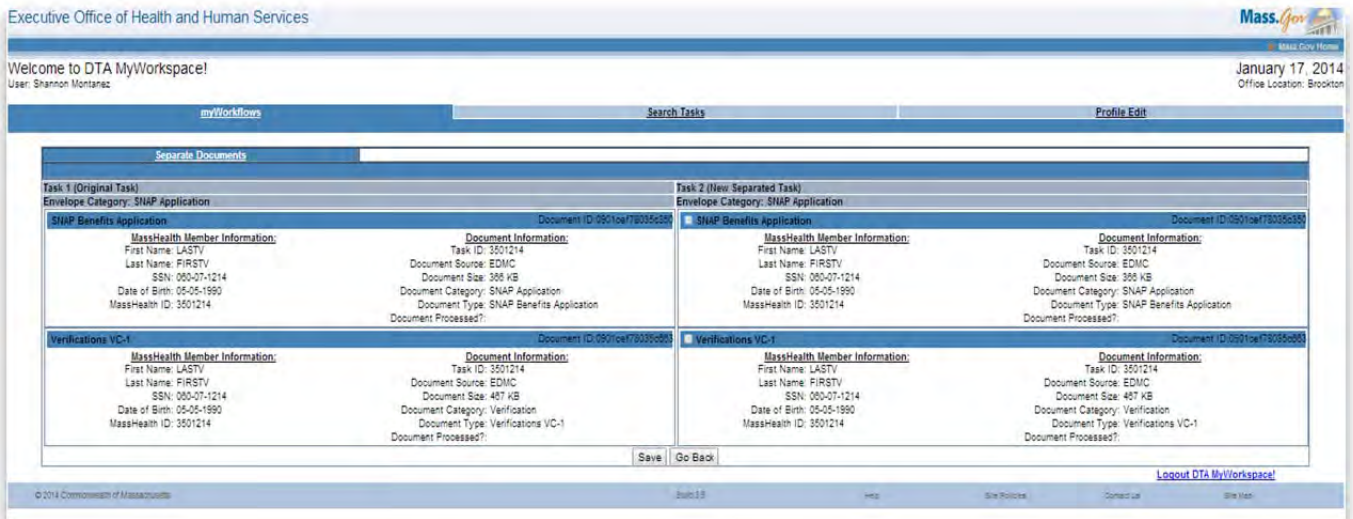 Executive Office of Health and Human Services
Mass.Gov
Mass.Gov Home
Welcome to DTA MyWorkspace!
January 17, 2014
User: Shannon Montanez
Office Location: Brockton
myWorkflows Search Tasks Profile Edit
Separate Documents
Task 1 (Original Task)
Task 2 (New Separated Task)
Envelope Category: SNAP Application
Envelope Category: SNAP Application
SNAP Benefits Application
MassHealth Member Information:
First Name: LASTV
Last Name: FIRSTV
SSN: 060-07-1214
Date of Birth: 05-05-1990
MassHealth ID: 3501214
Document Information:
Task ID: 3501214
Document Source: EDMC
Document Size: 366 KB
Document Category: SNAP Application
Document Type: SNAP Benefits Application
Document Processed?:
SNAP Benefits Application
MassHealth Member Information:
First Name: LASTV
Last Name: FIRSTV
SSN: 060-07-1214
Date of Birth: 05-05-1990
MassHealth ID: 3501214
Document Information:
Task ID: 3501214
Document Source: EDMC
Document Size: 366 KB
Document Category: SNAP Application
Document Type: SNAP Benefits Application
Document Processed?:
Verifications VC-1
MassHealth Member Information:
First Name: LASTV
Last Name: FIRSTV
SSN: 060-07-1214
Date of Birth: 05-05-1990
MassHealth ID: 3501214
Document Information:
Task ID: 3501214
Document Source: EDMC
Document Size: 467 KB
Document Category: Verification
Document Type: Verifications VC-1
Document Processed?:
Verifications VC-1
MassHealth Member Information:
First Name: LASTV
Last Name: FIRSTV
SSN: 060-07-1214
Date of Birth: 05-05-1990
MassHealth ID: 3501214
Document Information:
Task ID: 3501214
Document Source: EDMC
Document Size: 467 KB
Document Category: Verification
Document Type: Verifications VC-1
Document Processed?:
Save Go Back
Logout DTA MyWorkspace!
© 2014 Commonwealth of Massachusetts Help Site Policies Contact Us Site Map